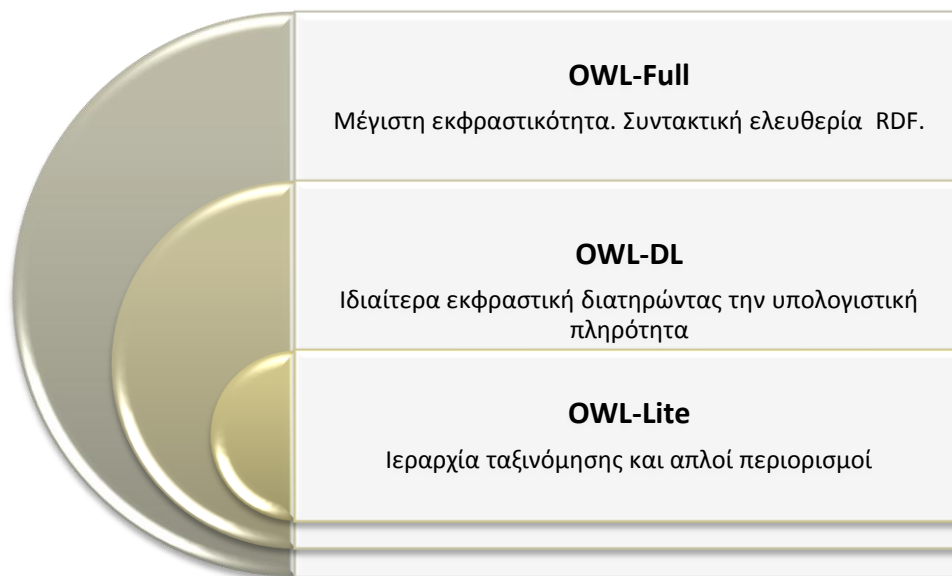 OWL-Full
Μέγιστη εκφραστικότητα. Συντακτική ελευθερία RDF.
OWL-DL
Ιδιαίτερα εκφραστική διατηρώντας την υπολογιστική
πληρότητα
OWL-Lite
Ιεραρχία ταξινόμησης και απλοί περιορισμοί